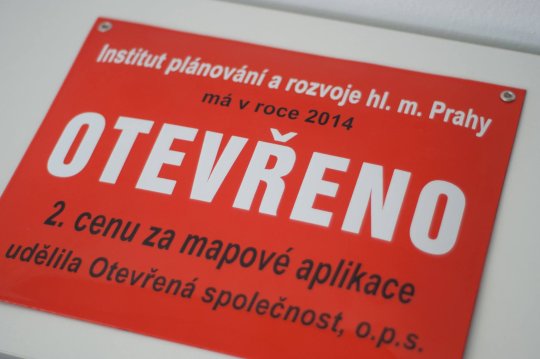 Institut plánování a rozvoje hl. m. Prahy
má v roce 2014
OTEVŘENO
2. cenu za mapové aplikace
udělila Otevřená společnost, o.p.s.